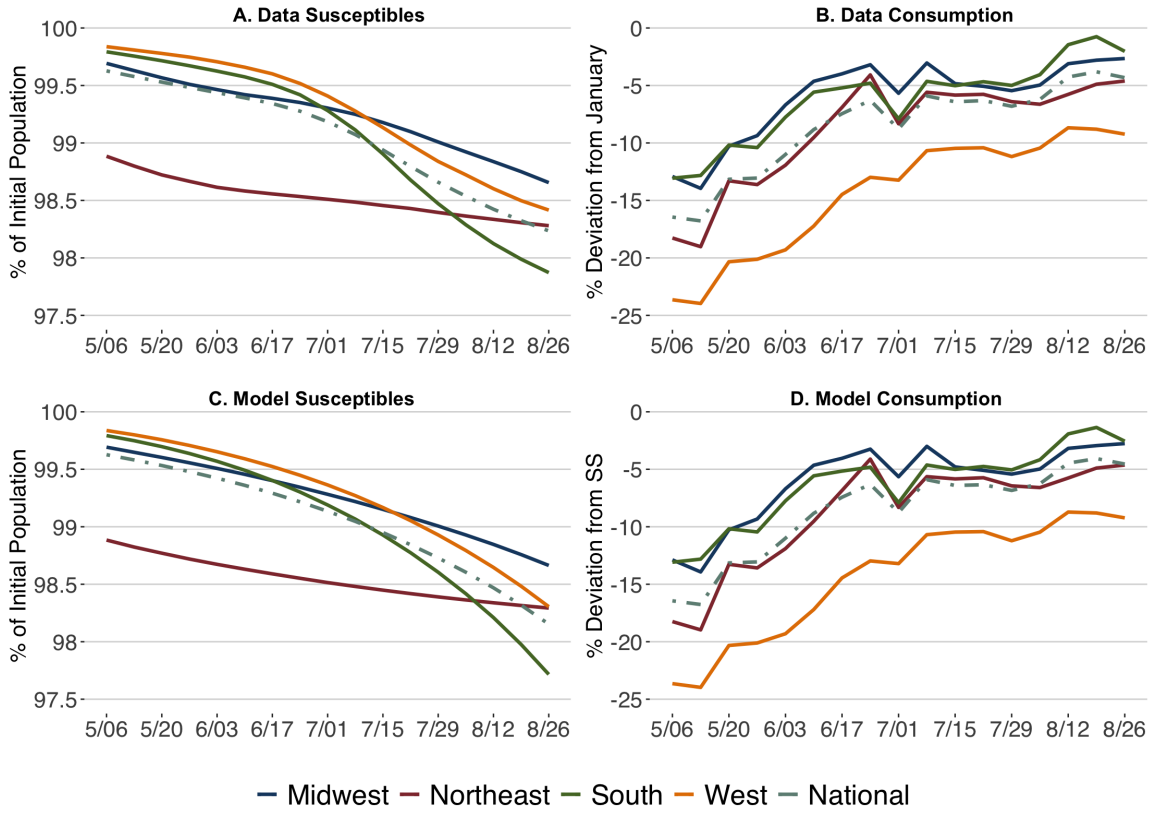 A. Data Susceptibles
% of Initial Population
100
99.5
99
98.5
98
97.5
5/06 5/20 6/03 6/17 7/01 7/15 7/29 8/12 8/26
B. Data Consumption
% Deviation from January
0
-5
-10
-15
-20
-25
5/06 5/20 6/03 6/17 7/01 7/15 7/29 8/12 8/26
C. Model Susceptibles
% of Initial Population
100
99.5
99
98.5
98
97.5
5/06 5/20 6/03 6/17 7/01 7/15 7/29 8/12 8/26
D. Model Consumption
% Deviation from SS
0
-5
-10
-15
-20
-25
5/06 5/20 6/03 6/17 7/01 7/15 7/29 8/12 8/26
Midwest Northeast South West National